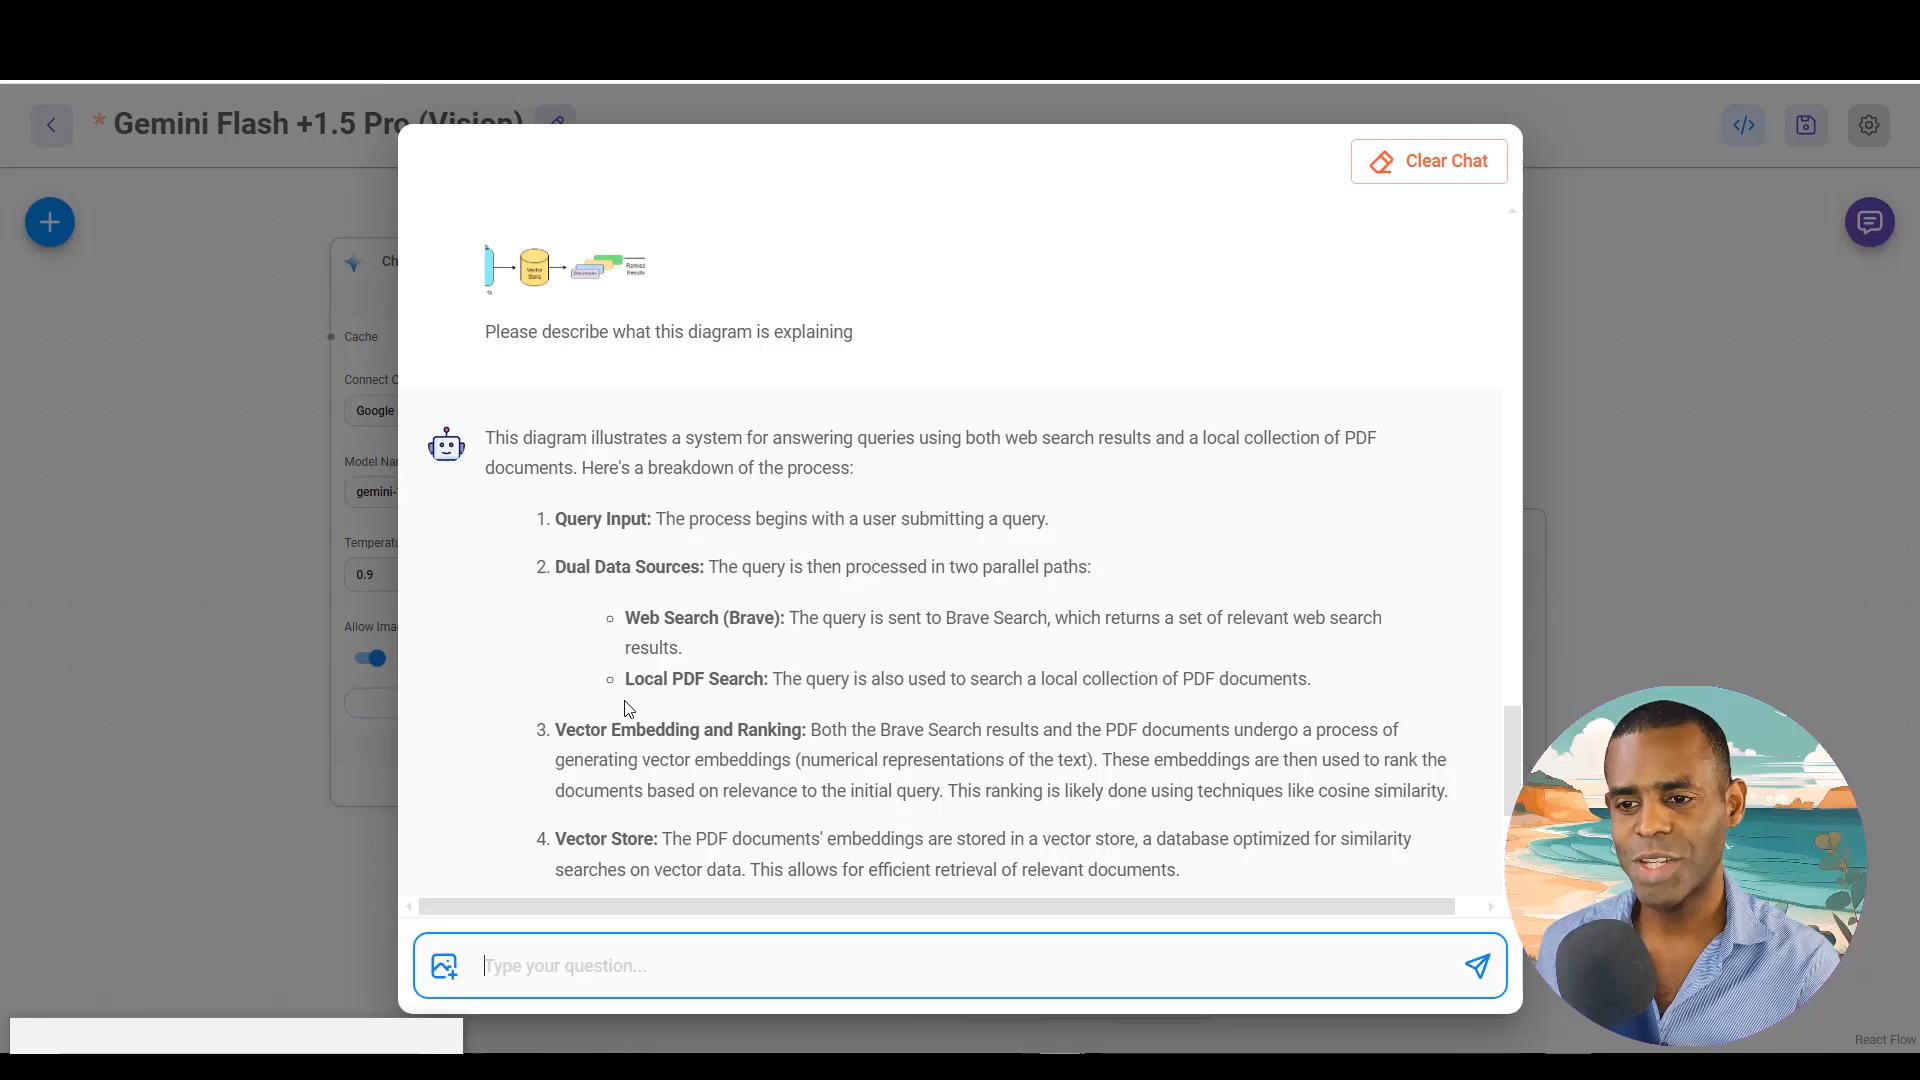 * Gemini Flash +1.5 Pro (Vision)
Clear Chat
Vector
Store
Documents
Ranked
Results
Please describe what this diagram is explaining
Cache
Google
gemini-
0.9
This diagram illustrates a system for answering queries using both web search results and a local collection of PDF
documents. Here's a breakdown of the process:
1. Query Input: The process begins with a user submitting a query.
2. Dual Data Sources: The query is then processed in two parallel paths:
Web Search (Brave): The query is sent to Brave Search, which returns a set of relevant web search
results.
Local PDF Search: The query is also used to search a local collection of PDF documents.
3. Vector Embedding and Ranking: Both the Brave Search results and the PDF documents undergo a process of
generating vector embeddings (numerical representations of the text). These embeddings are then used to rank the
documents based on relevance to the initial query. This ranking is likely done using techniques like cosine similarity.
4. Vector Store: The PDF documents' embeddings are stored in a vector store, a database optimized for similarity
searches on vector data. This allows for efficient retrieval of relevant documents.
Type your question...
React Flow